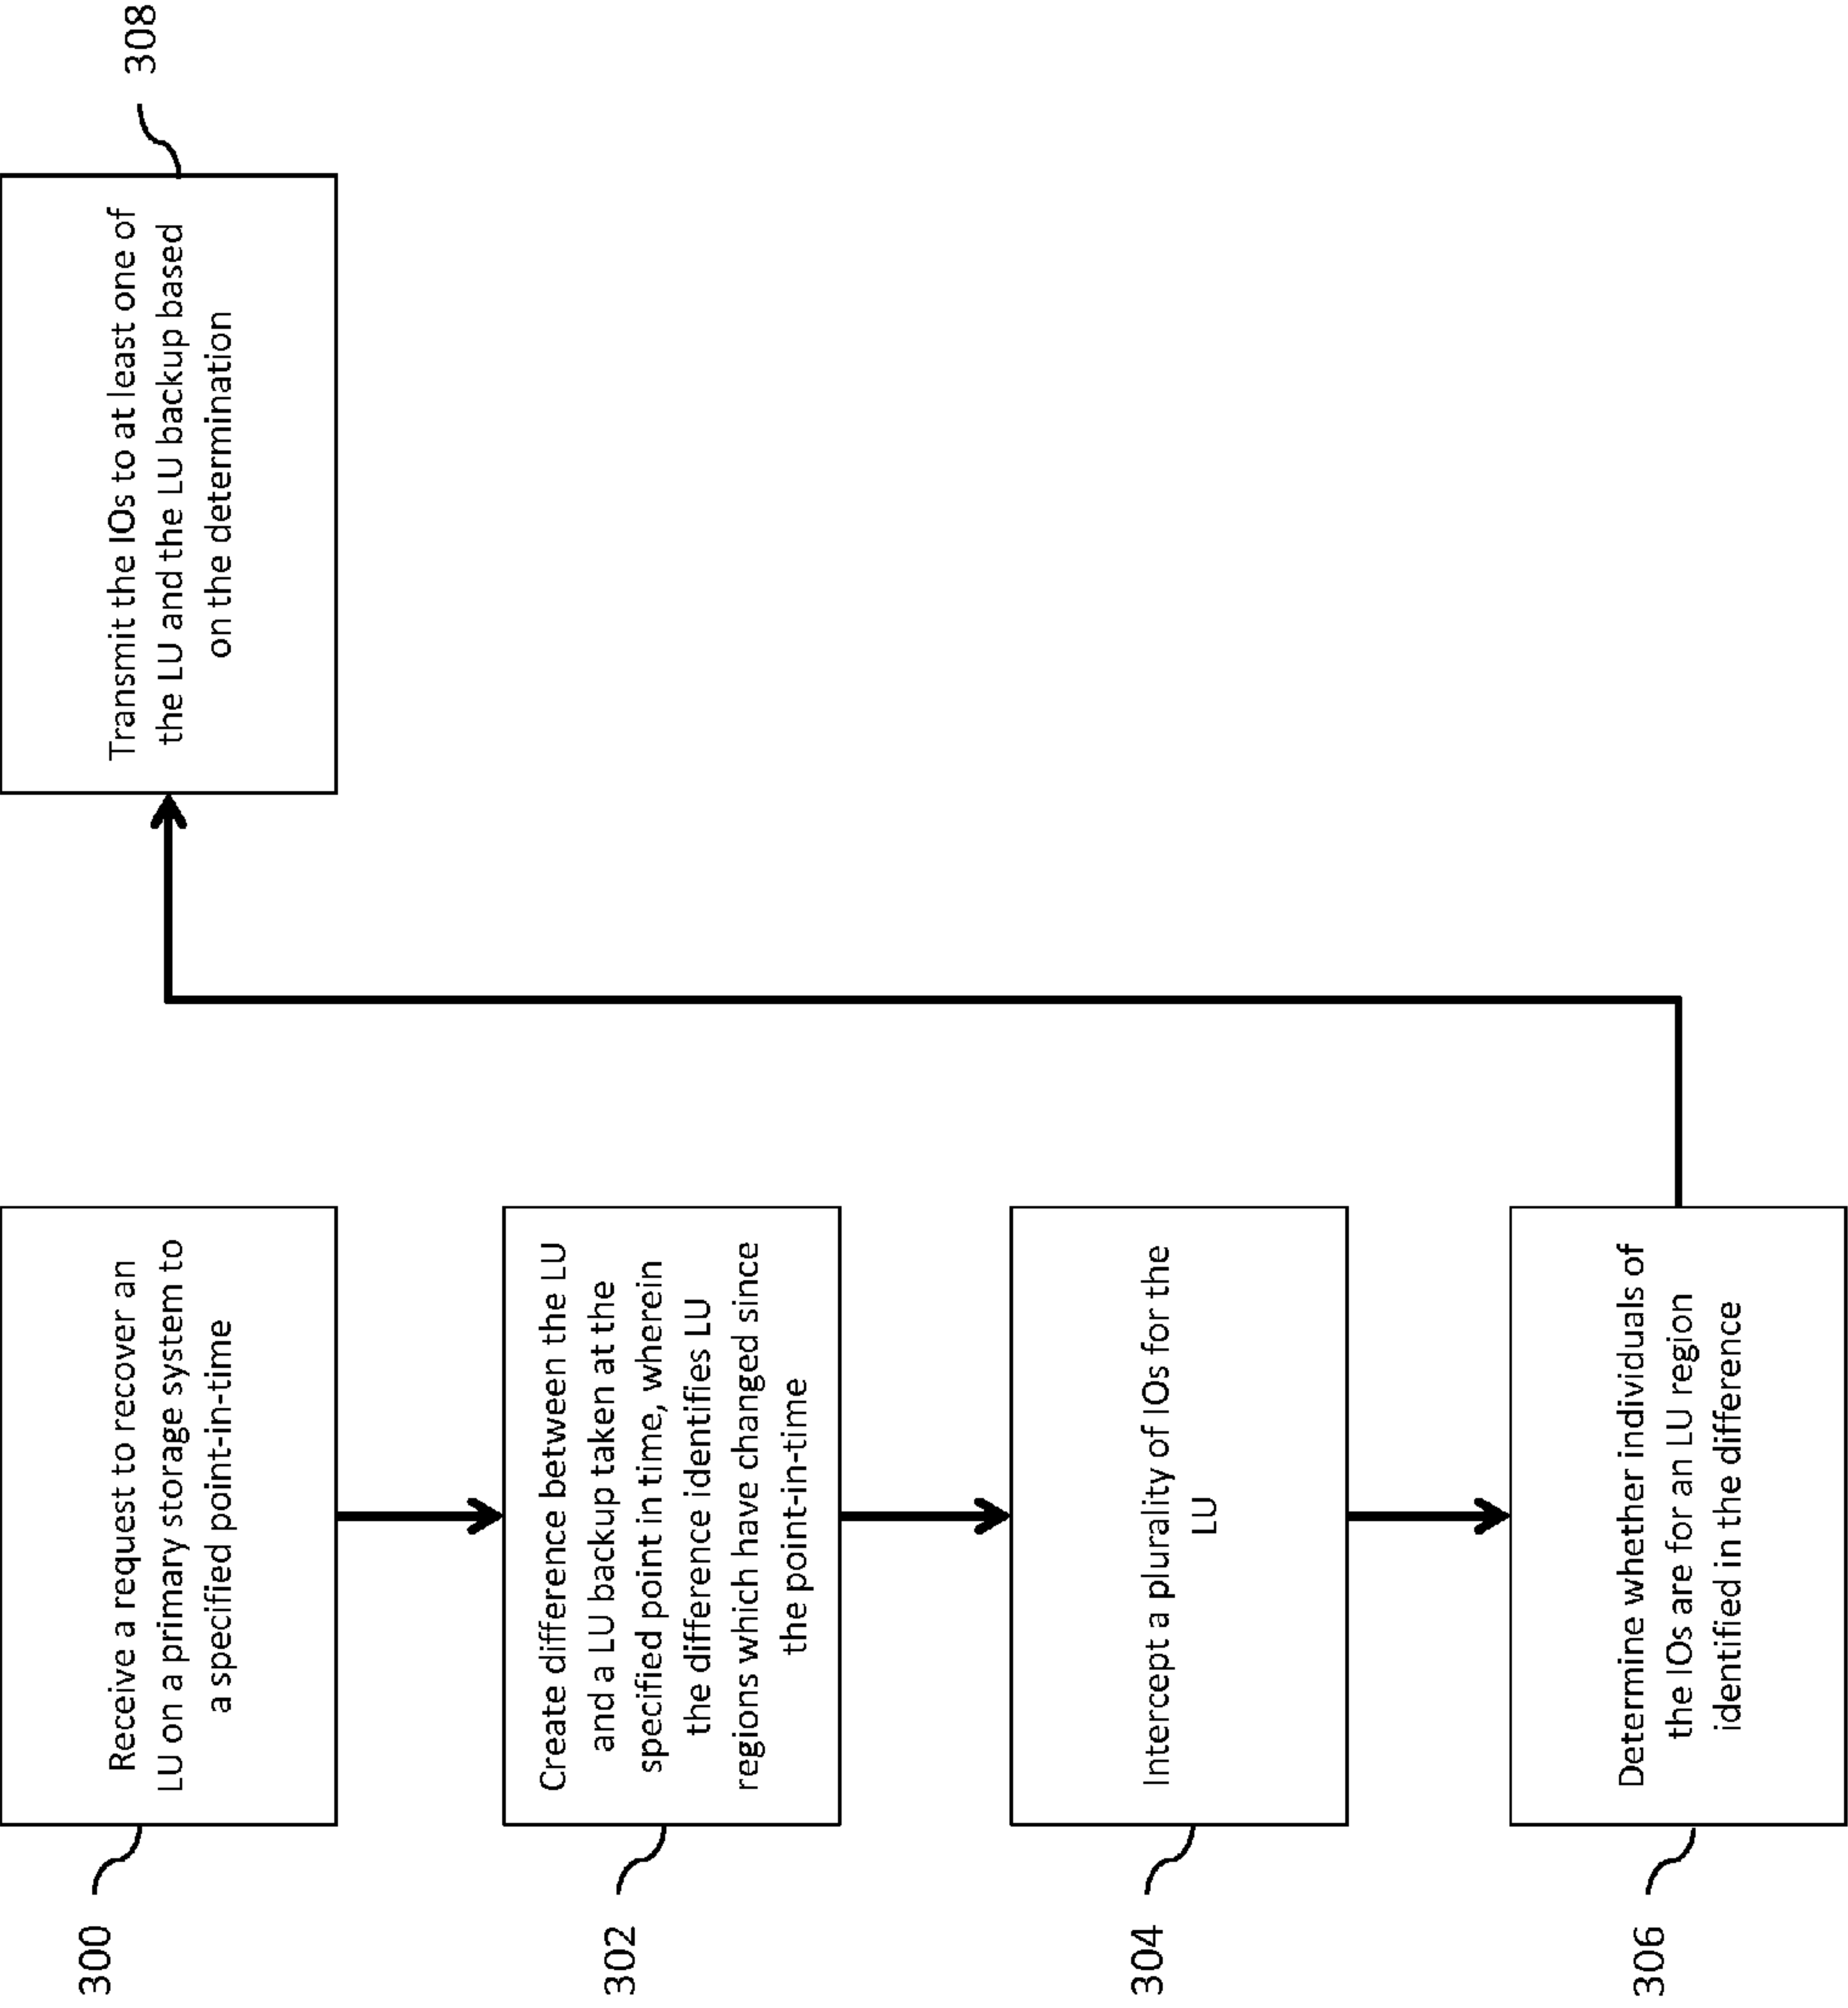 300
Receive a request to recover an
LU on a primary storage system to
a specified point-in-time
302
Create difference between the LU
and a LU backup taken at the
specified point in time, wherein
the difference identifies LU
regions which have changed since
the point-in-time
304
Intercept a plurality of IOs for the
LU
306
Determine whether individuals of
the IOs are for an LU region
identified in the difference
308
Transmit the IOs to at least one of
the LU and the LU backup based
on the determination